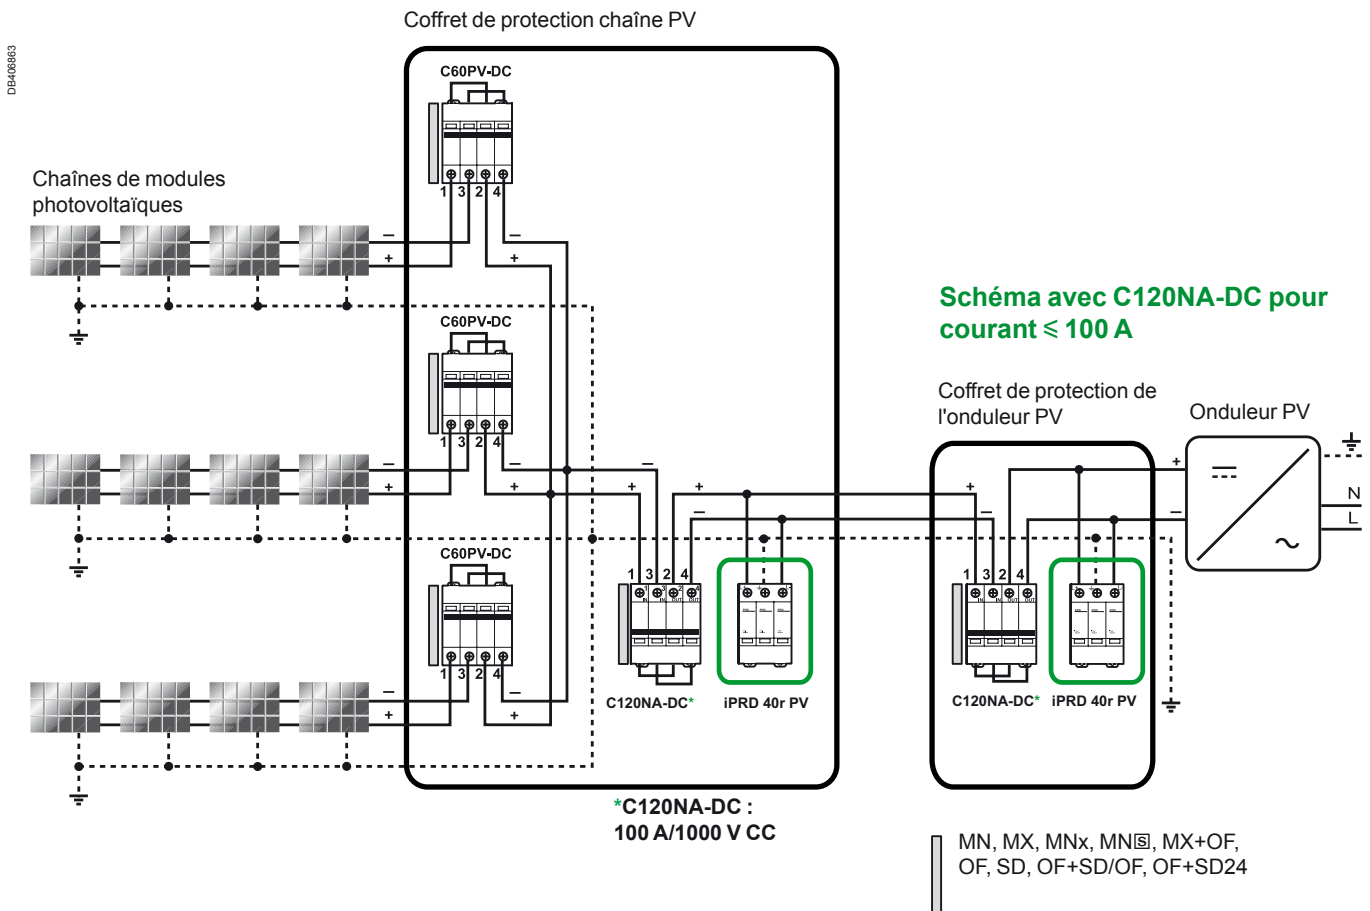 Coffret de protection chaîne PV
DB406863
C60PV-DC
1 3 2 4
Chaînes de modules
photovoltaïques
–
+
–
+
C60PV-DC
1 3 2 4
–
+
–
+
–
+
+
–
C60PV-DC
1 3 2 4
–
+
–
+
1 3 2 4
C120NA-DC*
iPRD 40r PV
*C120NA-DC :
100 A/1000 V CC
Schéma avec C120NA-DC pour
courant ⩽ 100 A
Coffret de protection de
l'onduleur PV
Onduleur PV
+
–
+
–
N
L
1 3 2 4
C120NA-DC*
iPRD 40r PV
MN, MX, MNx, MN🅂, MX+OF,
OF, SD, OF+SD/OF, OF+SD24